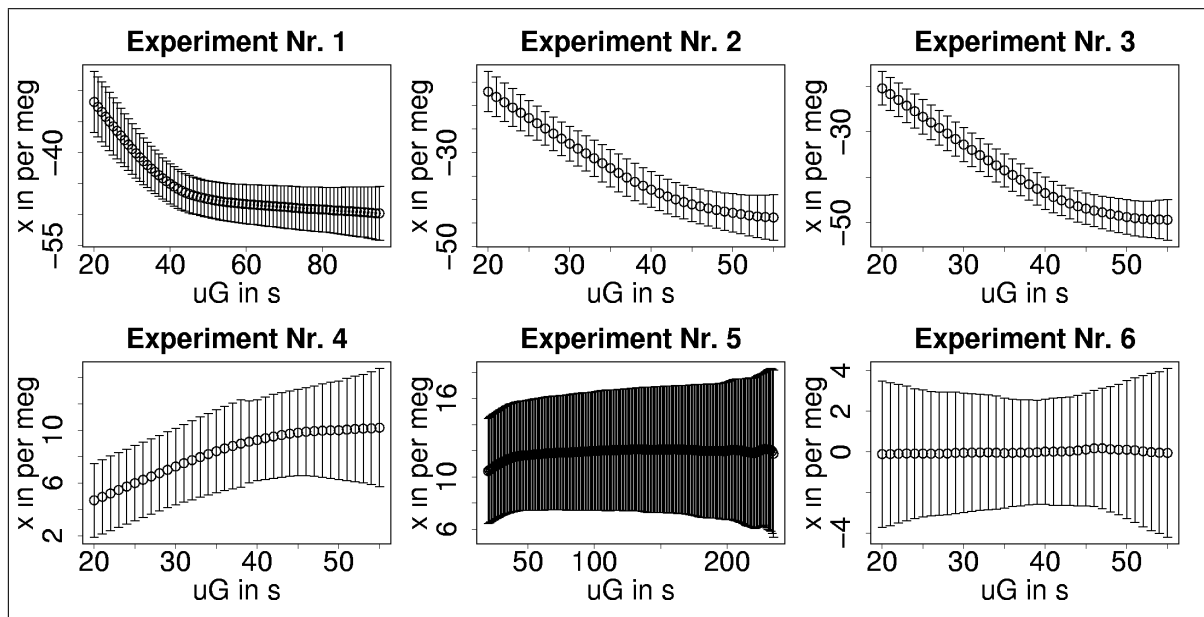 Experiment Nr. 1
x in per meg
−40
−55
20 40 60 80
uG in s
Experiment Nr. 2
x in per meg
−30
−50
20 30 40 50
uG in s
Experiment Nr. 3
x in per meg
−30
−50
20 30 40 50
uG in s
Experiment Nr. 4
x in per meg
10
6
2
20 30 40 50
uG in s
Experiment Nr. 5
x in per meg
16
10
6
50 100 200
uG in s
Experiment Nr. 6
x in per meg
4
2
0
−4
20 30 40 50
uG in s